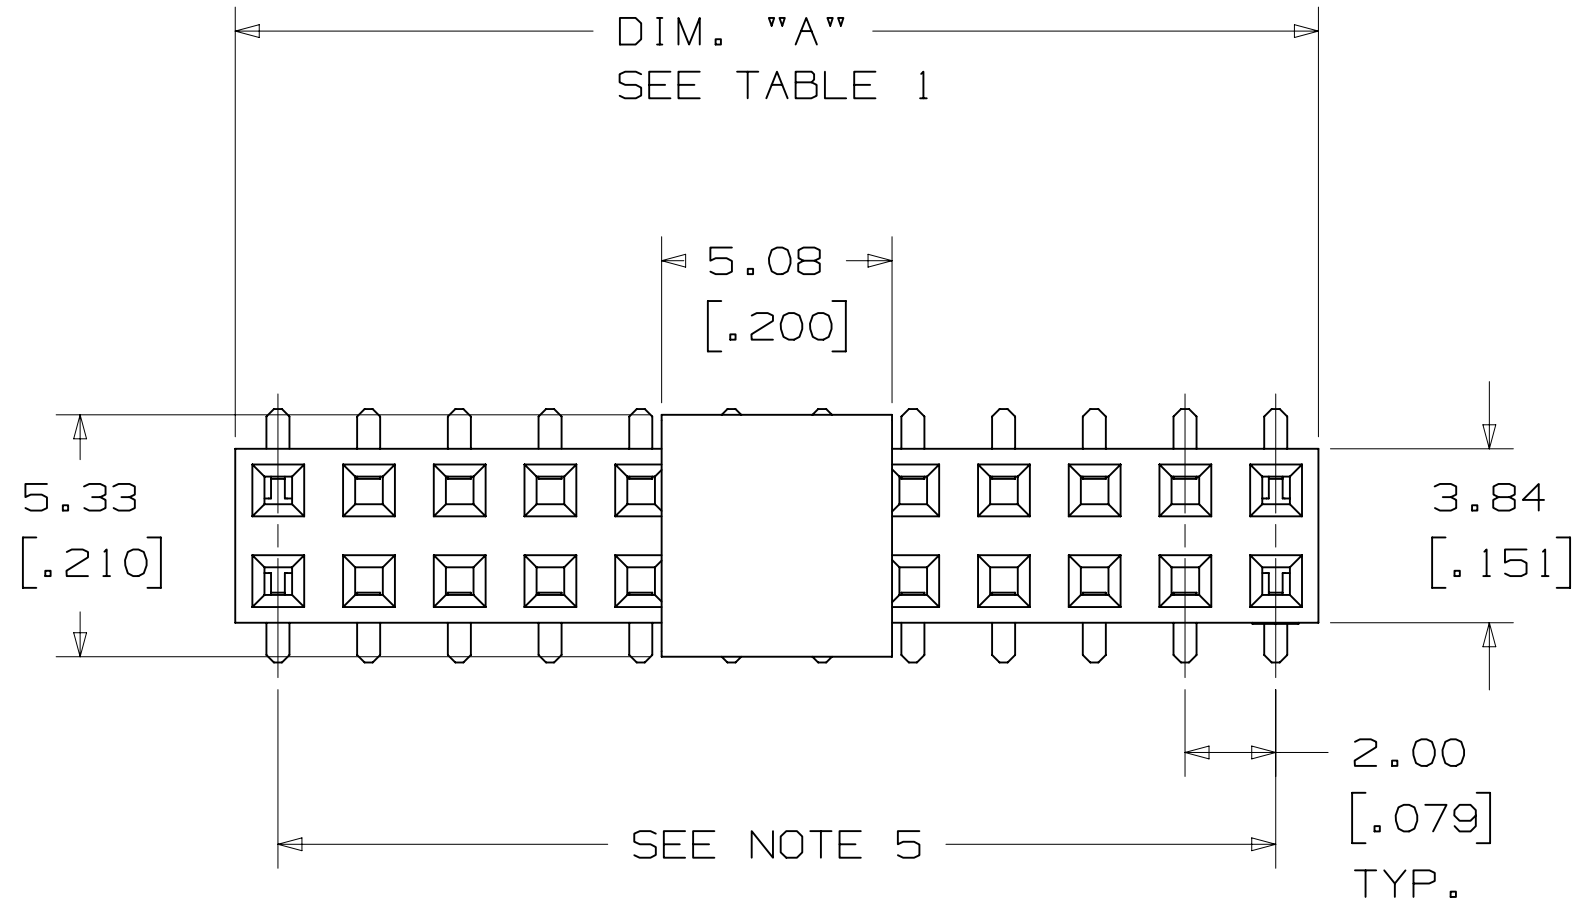 DIM. "A"
SEE TABLE 1
5.08
[.200]
5.33
[.210]
3.84
[.151]
2.00
[.079]
TYP.
SEE NOTE 5